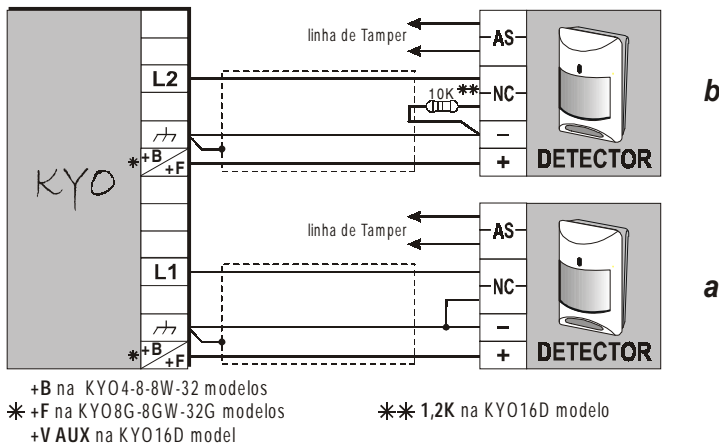 linha de Tamper
AS
L2
10K ** NC
b
–
*+B
+F
+
DETECTOR
KYO
linha de Tamper
AS
L1
NC
a
–
*+B
+F
+
DETECTOR
+B na KYO4-8-8W-32 modelos
* +F na KYO8G-8GW-32G modelos
** 1,2K na KYO16D modelo
+V AUX na KYO16D model